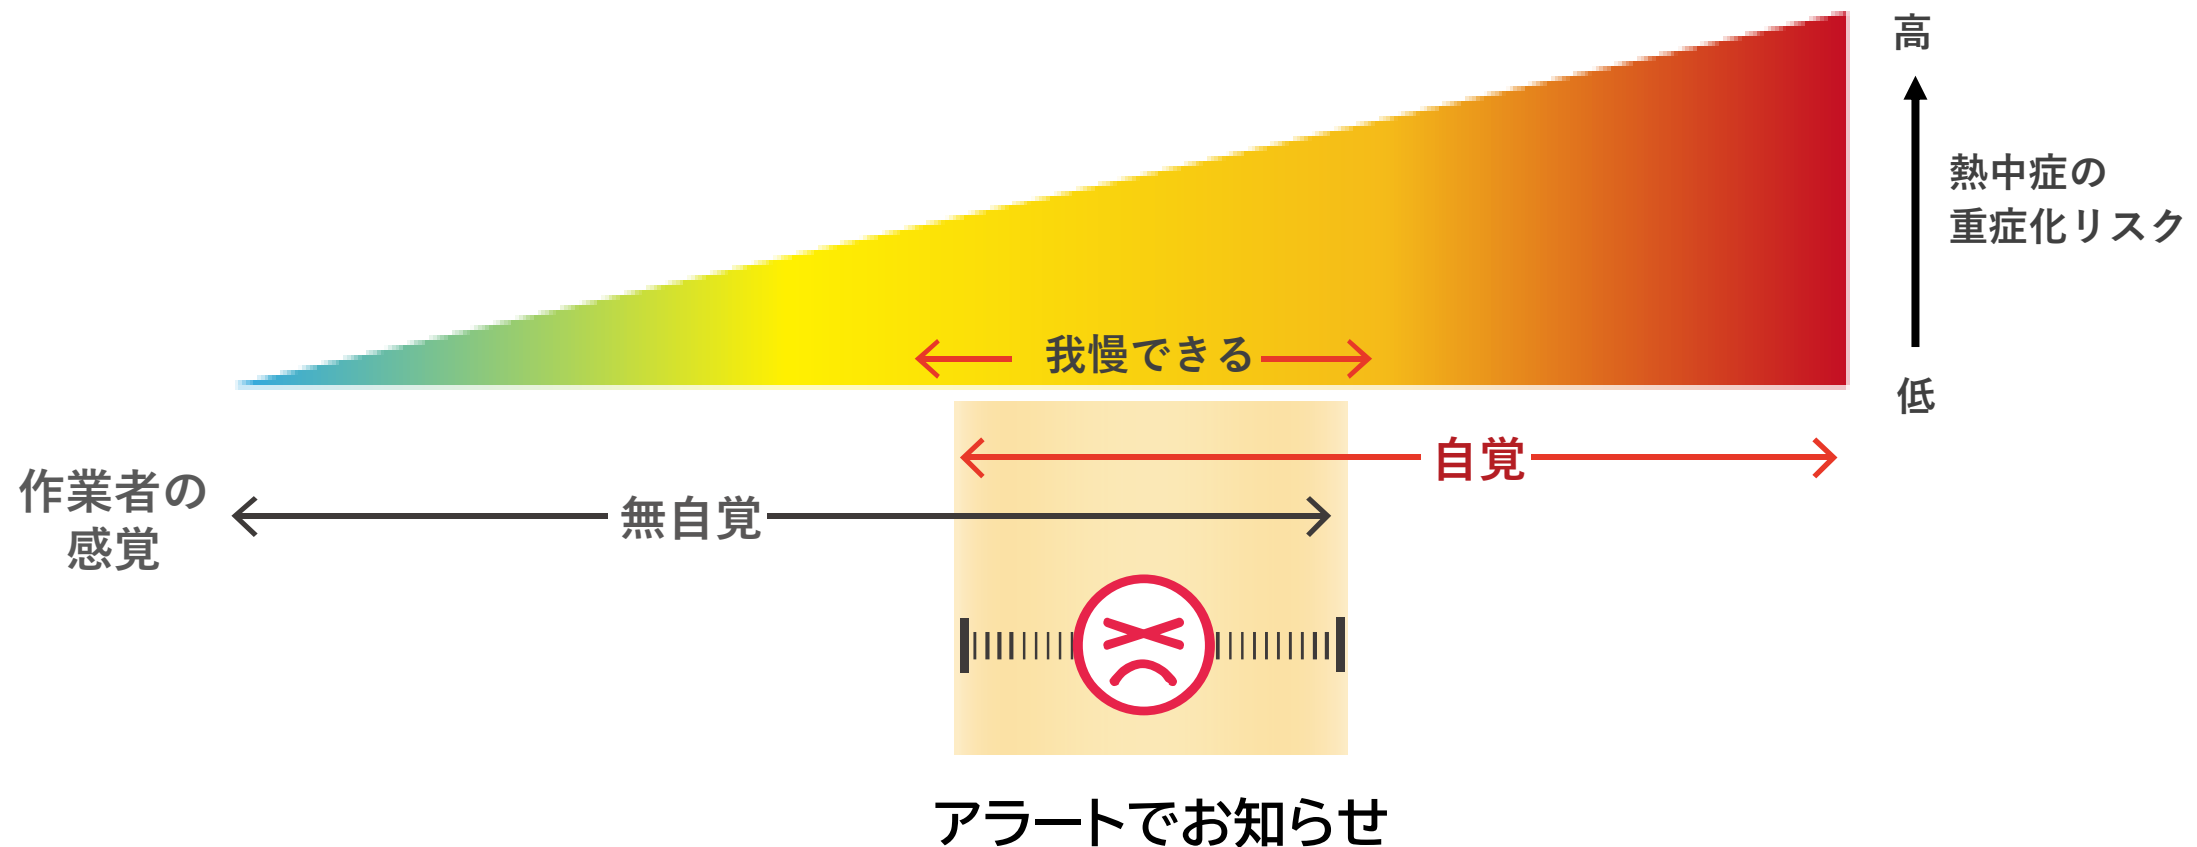 高
熱中症の
重症化リスク
我慢できる
低
自覚
作業者の
感覚
無自覚
アラートでお知らせ